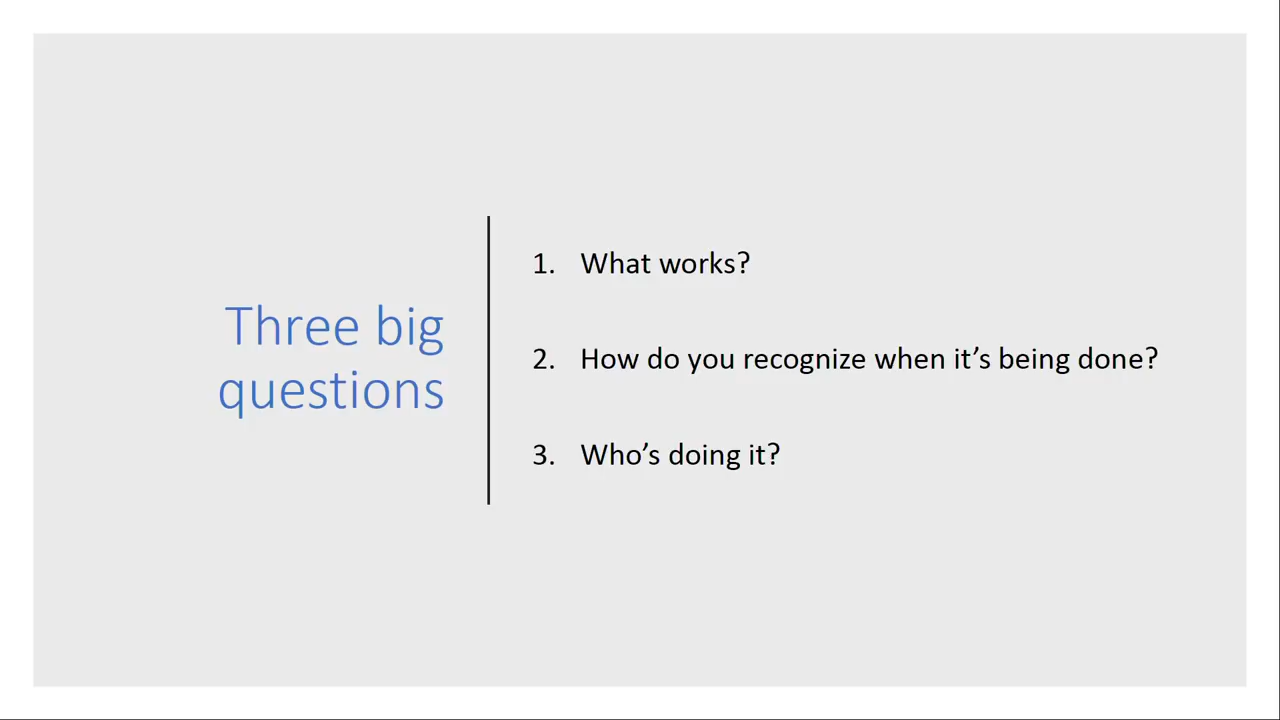 Three big
questions
1. What works?
2. How do you recognize when it’s being done?
3. Who’s doing it?